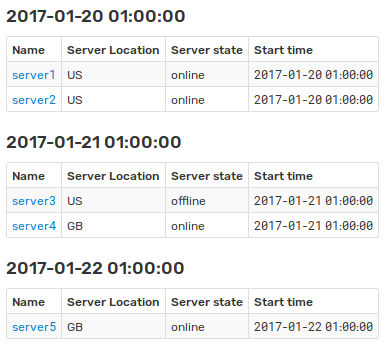 2017-01-20 01:00:00
Name Server Location Server state Start time
server1 US online 2017-01-20 01:00:00
server2 US online 2017-01-20 01:00:00
2017-01-21 01:00:00
Name Server Location Server state Start time
server3 US offline 2017-01-21 01:00:00
server4 GB online 2017-01-21 01:00:00
2017-01-22 01:00:00
Name Server Location Server state Start time
server5 GB online 2017-01-22 01:00:00